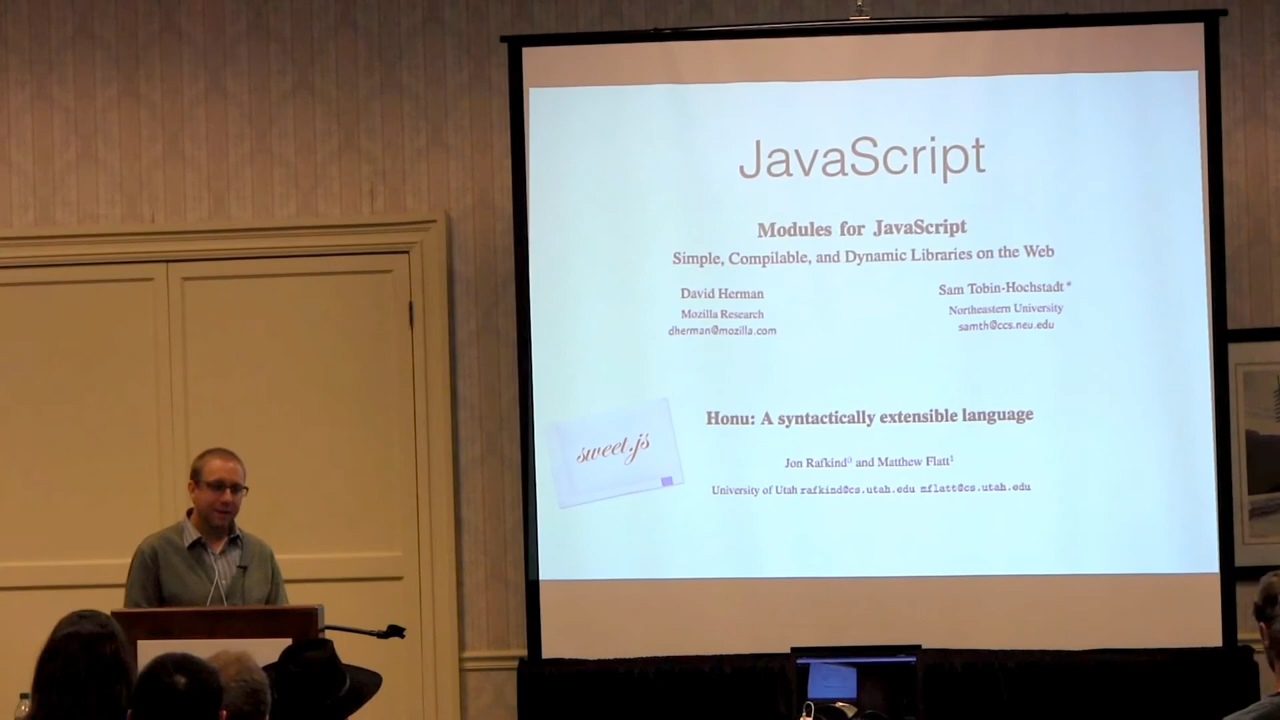 JavaScript
Modules for JavaScript
Simple, Compilable, and Dynamic Libraries on the Web
David Herman
Mozilla Research
dherman@mozilla.com
Sam Tobin-Hochstadt *
Northeastern University
samth@ccs.neu.edu
sweet.js
Honu: A syntactically extensible language
Jon Rafkind⁰ and Matthew Flatt¹
University of Utah rafkind@cs.utah.edu mflatt@cs.utah.edu